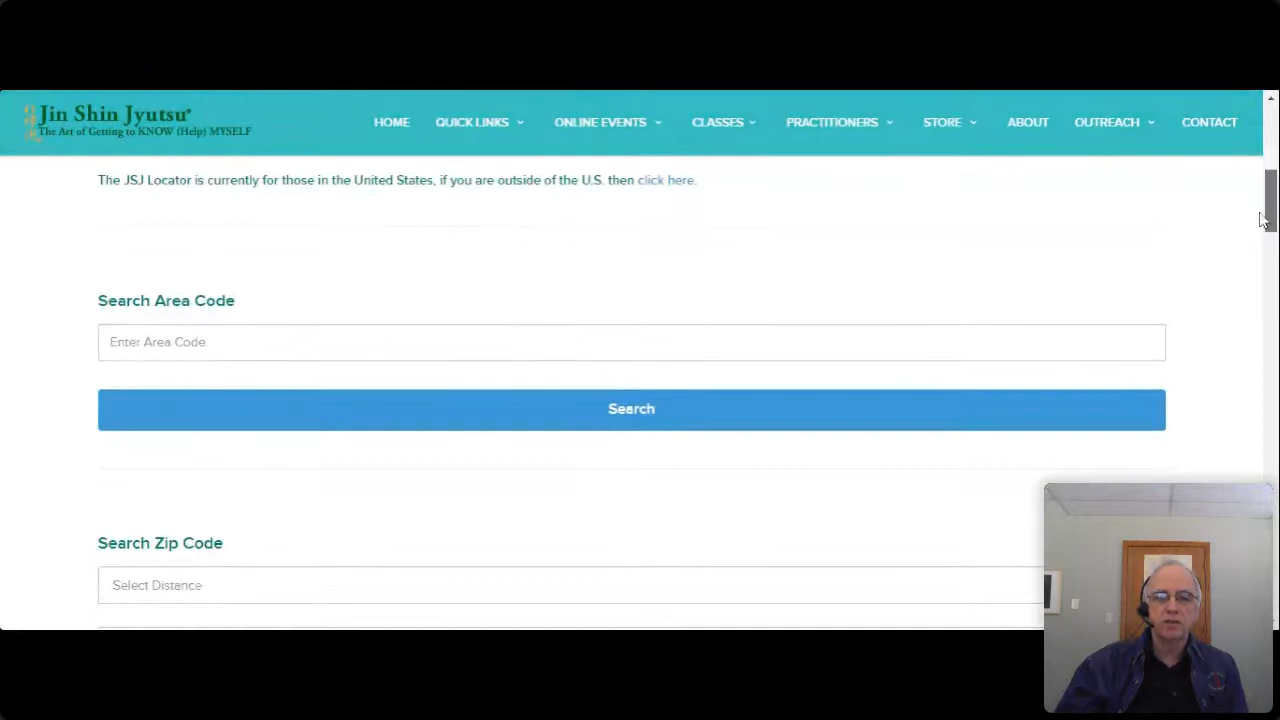 Jin Shin Jyutsu®
The Art of Getting to KNOW (Help) MYSELF
HOME QUICK LINKS ONLINE EVENTS CLASSES PRACTITIONERS STORE ABOUT OUTREACH CONTACT
The JSJ Locator is currently for those in the United States, if you are outside of the U.S. then click here.
Search Area Code
Enter Area Code
Search
Search Zip Code
Select Distance